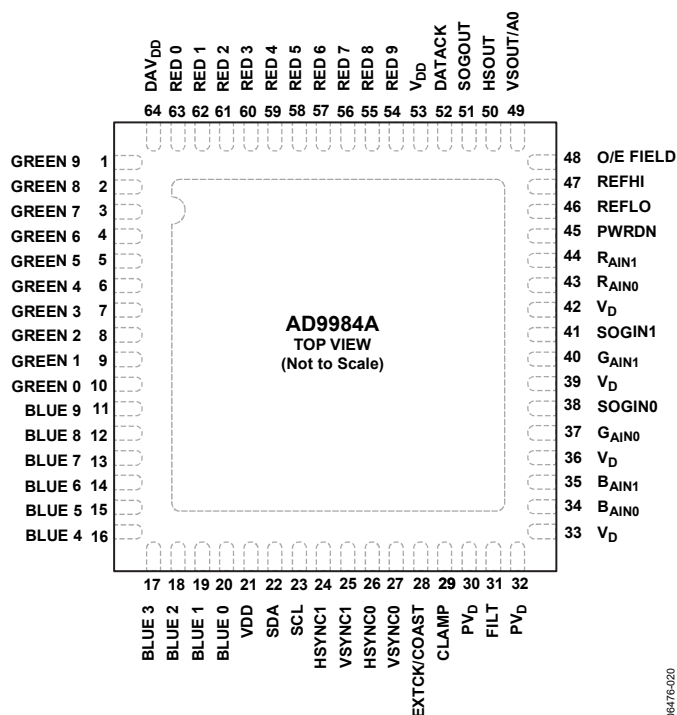 DAVDD
RED 0
RED 1
RED 2
RED 3
RED 4
RED 5
RED 6
RED 7
RED 8
RED 9
VDD
DATACK
SOGOUT
HSOUT
VSOUT/A0
64 63 62 61 60 59 58 57 56 55 54 53 52 51 50 49
GREEN 9 1
GREEN 8 2
GREEN 7 3
GREEN 6 4
GREEN 5 5
GREEN 4 6
GREEN 3 7
GREEN 2 8
GREEN 1 9
GREEN 0 10
BLUE 9 11
BLUE 8 12
BLUE 7 13
BLUE 6 14
BLUE 5 15
BLUE 4 16
AD9984A
TOP VIEW
(Not to Scale)
48 O/E FIELD
47 REFHI
46 REFLO
45 PWRDN
44 RAIN1
43 RAIN0
42 VD
41 SOGIN1
40 GAIN1
39 VD
38 SOGIN0
37 GAIN0
36 VD
35 BAIN1
34 BAIN0
33 VD
17 18 19 20 21 22 23 24 25 26 27 28 29 30 31 32
BLUE 3
BLUE 2
BLUE 1
BLUE 0
VDD
SDA
SCL
HSYNC1
VSYNC1
HSYNC0
VSYNC0
EXTCK/COAST
CLAMP
PVD
FILT
PVD
06476-020